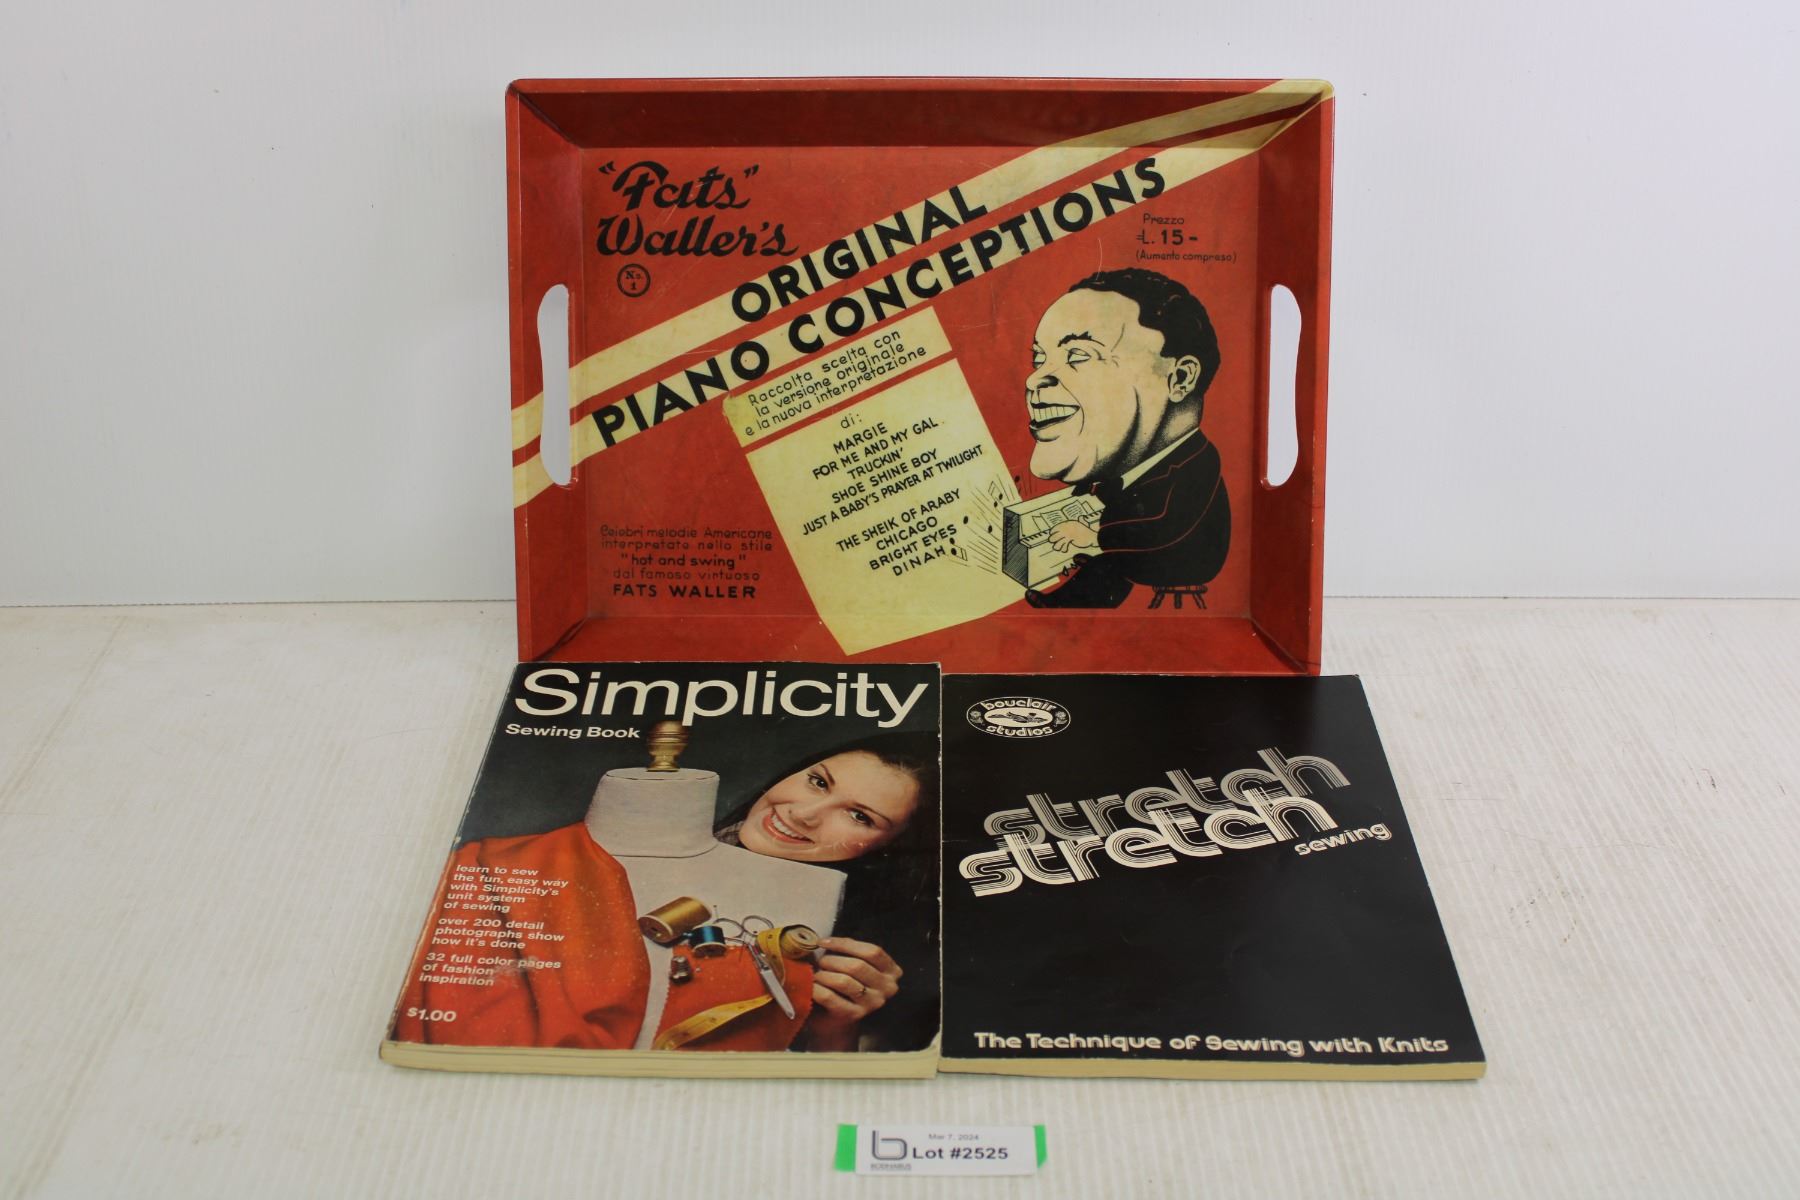 "Fats"
Waller's
No.
1
ORIGINAL
PIANO CONCEPTIONS
Prezzo
L. 15-
(Aumento compreso)
Raccolta scelta con
la versione originale
e la nuova interpretazione
di:
MARGIE
FOR ME AND MY GAL
TRUCKIN'
SHOE SHINE BOY
JUST A BABY'S PRAYER AT TWILIGHT
THE SHEIK OF ARABY
CHICAGO
BRIGHT EYES
DINAH
Celebri melodie Americane
interpretate nello stile
"hot and swing"
dal famoso virtuoso
FATS WALLER
Simplicity
Sewing Book
learn to sew
the fun, easy way
with Simplicity's
unit system
of sewing
over 200 detail
photographs show
how it's done
32 full color pages
of fashion
inspiration
$1.00
bouclair
studios
stretch
stretch
sewing
The Technique of Sewing with Knits
Mar 7, 2024
Lot #2525